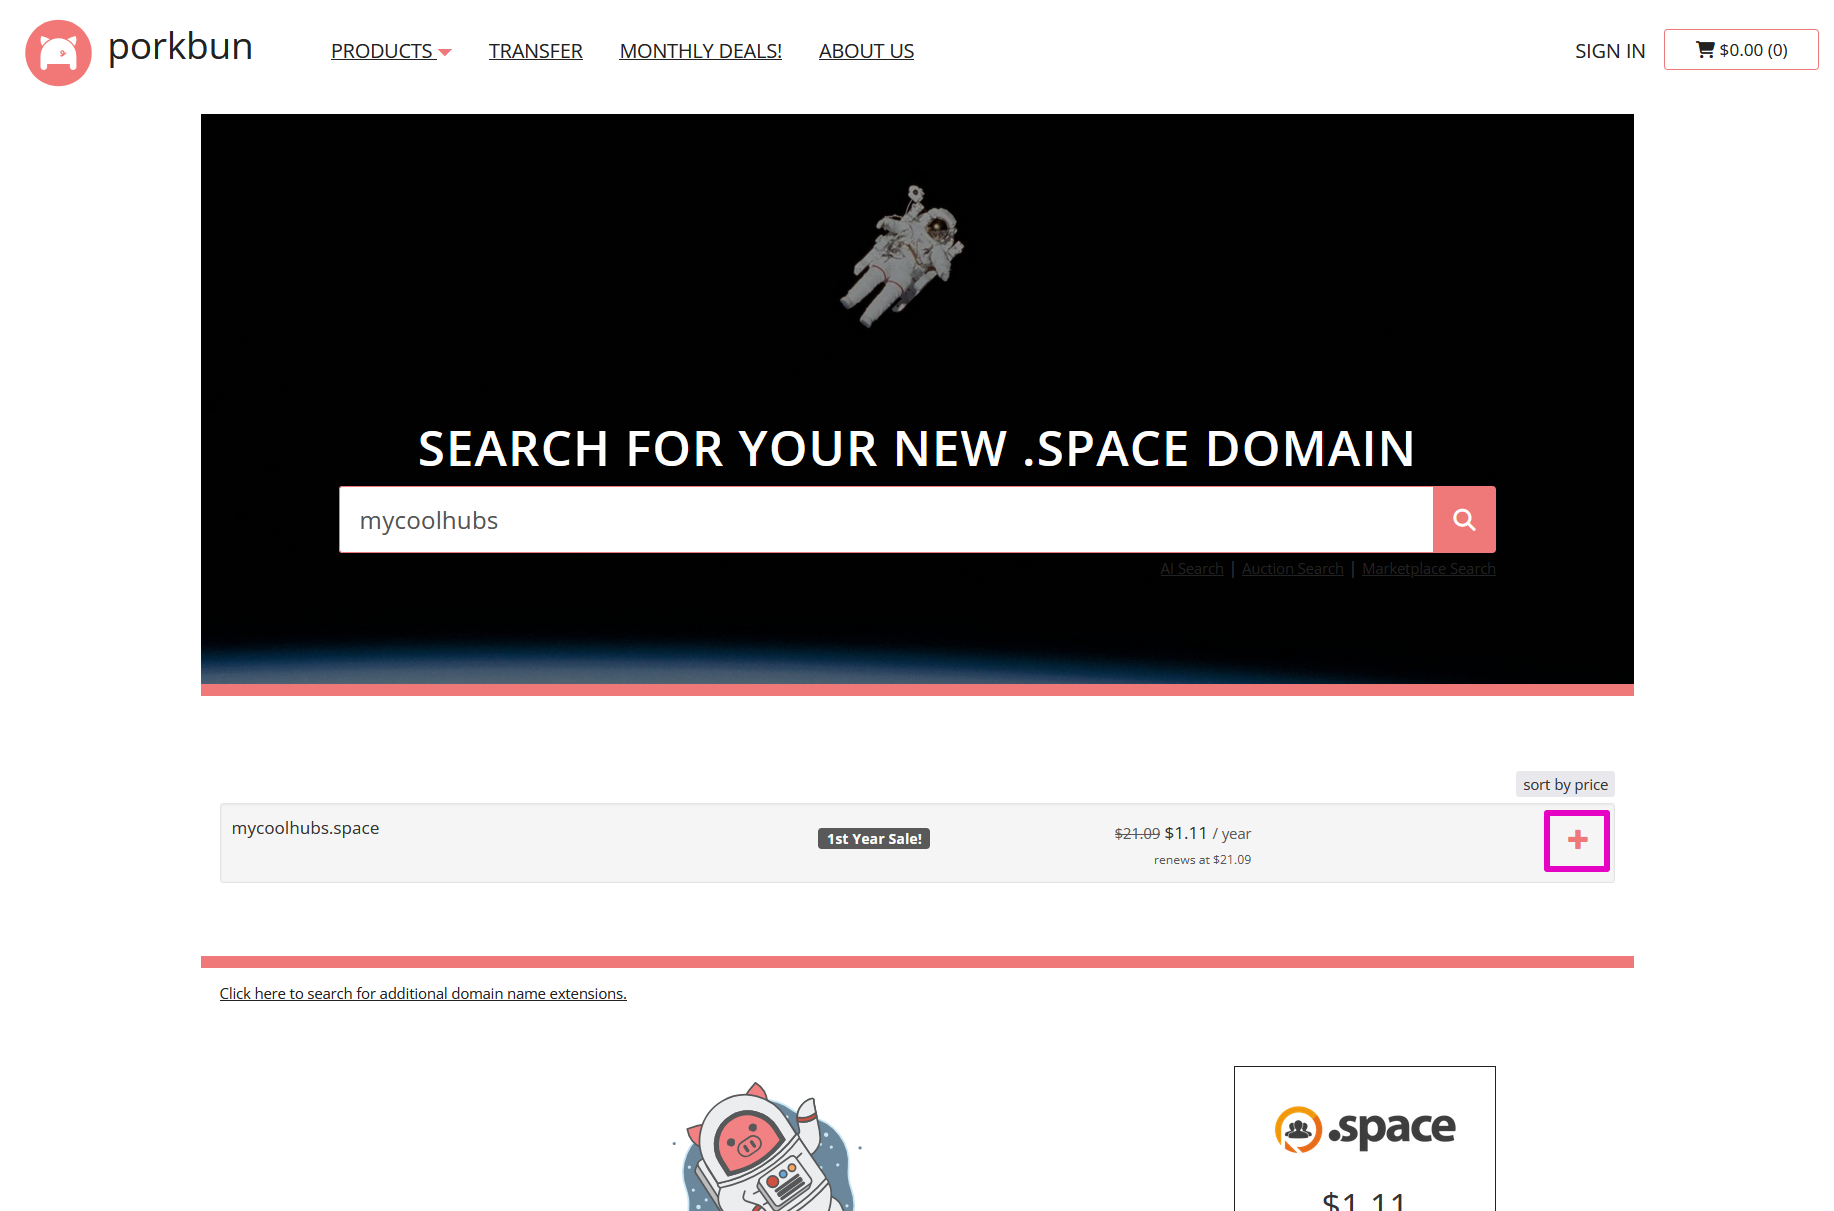 porkbun
PRODUCTS
TRANSFER
MONTHLY DEALS!
ABOUT US
SIGN IN
$0.00 (0)
SEARCH FOR YOUR NEW .SPACE DOMAIN
mycoolhubs
AI Search | Auction Search | Marketplace Search
sort by price
mycoolhubs.space
1st Year Sale!
$21.09 $1.11 / year
renews at $21.09
Click here to search for additional domain name extensions.
.space
$1.11